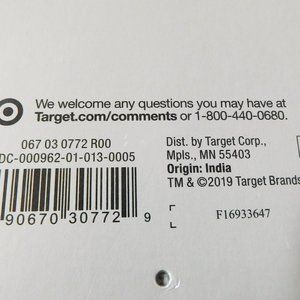 We welcome any questions you may have at
Target.com/comments or 1-800-440-0680.
067 03 0772 R00
DC-000962-01-013-0005
90670 30772 9
Dist. by Target Corp.,
Mpls., MN 55403
Origin: India
TM & ©2019 Target Brands
F16933647